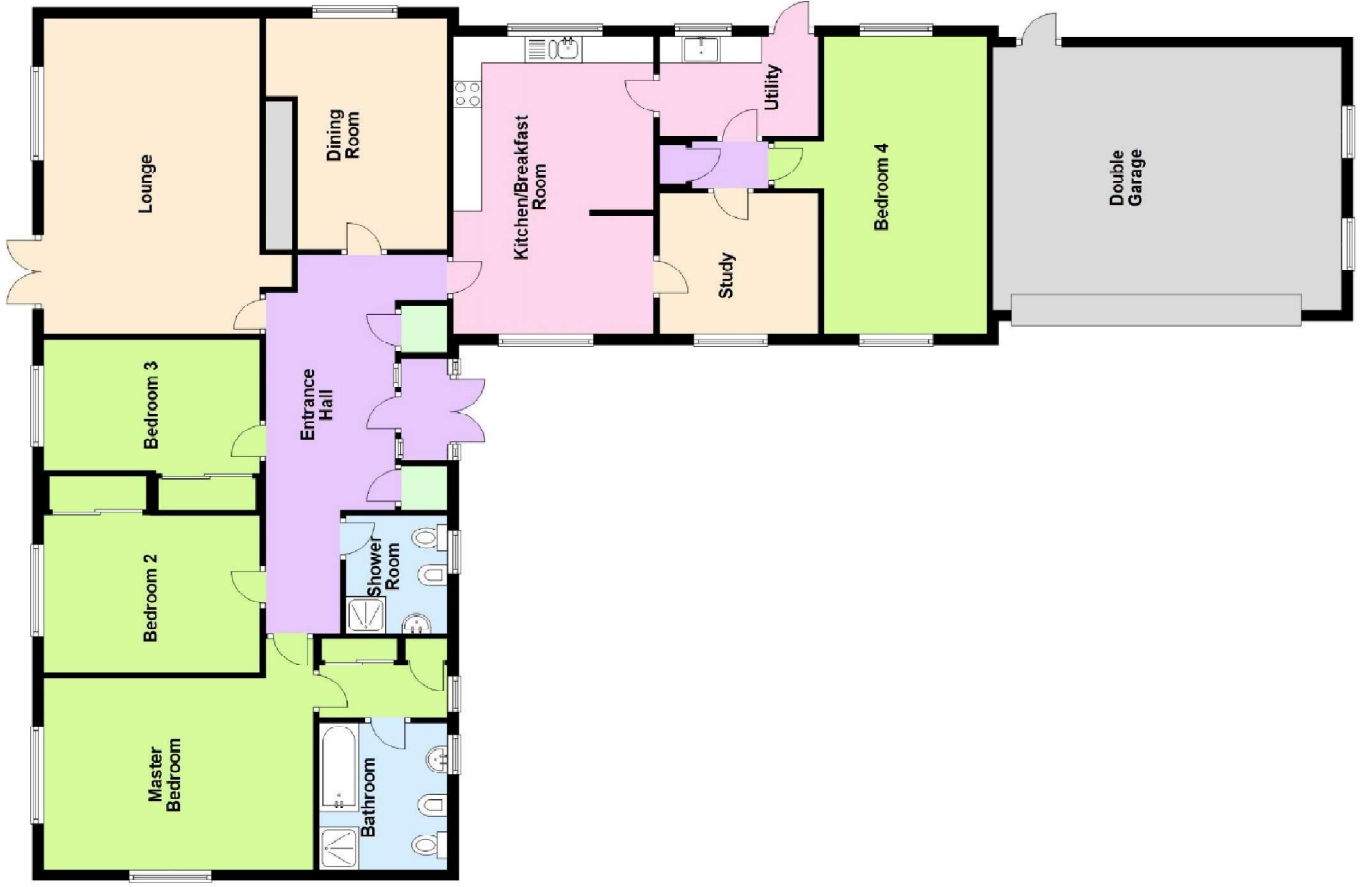 Lounge
Dining
Room
Kitchen/Breakfast
Room
Utility
Bedroom 4
Double
Garage
Study
Bedroom 3
Entrance
Hall
Bedroom 2
Shower
Room
Master
Bedroom
Bathroom